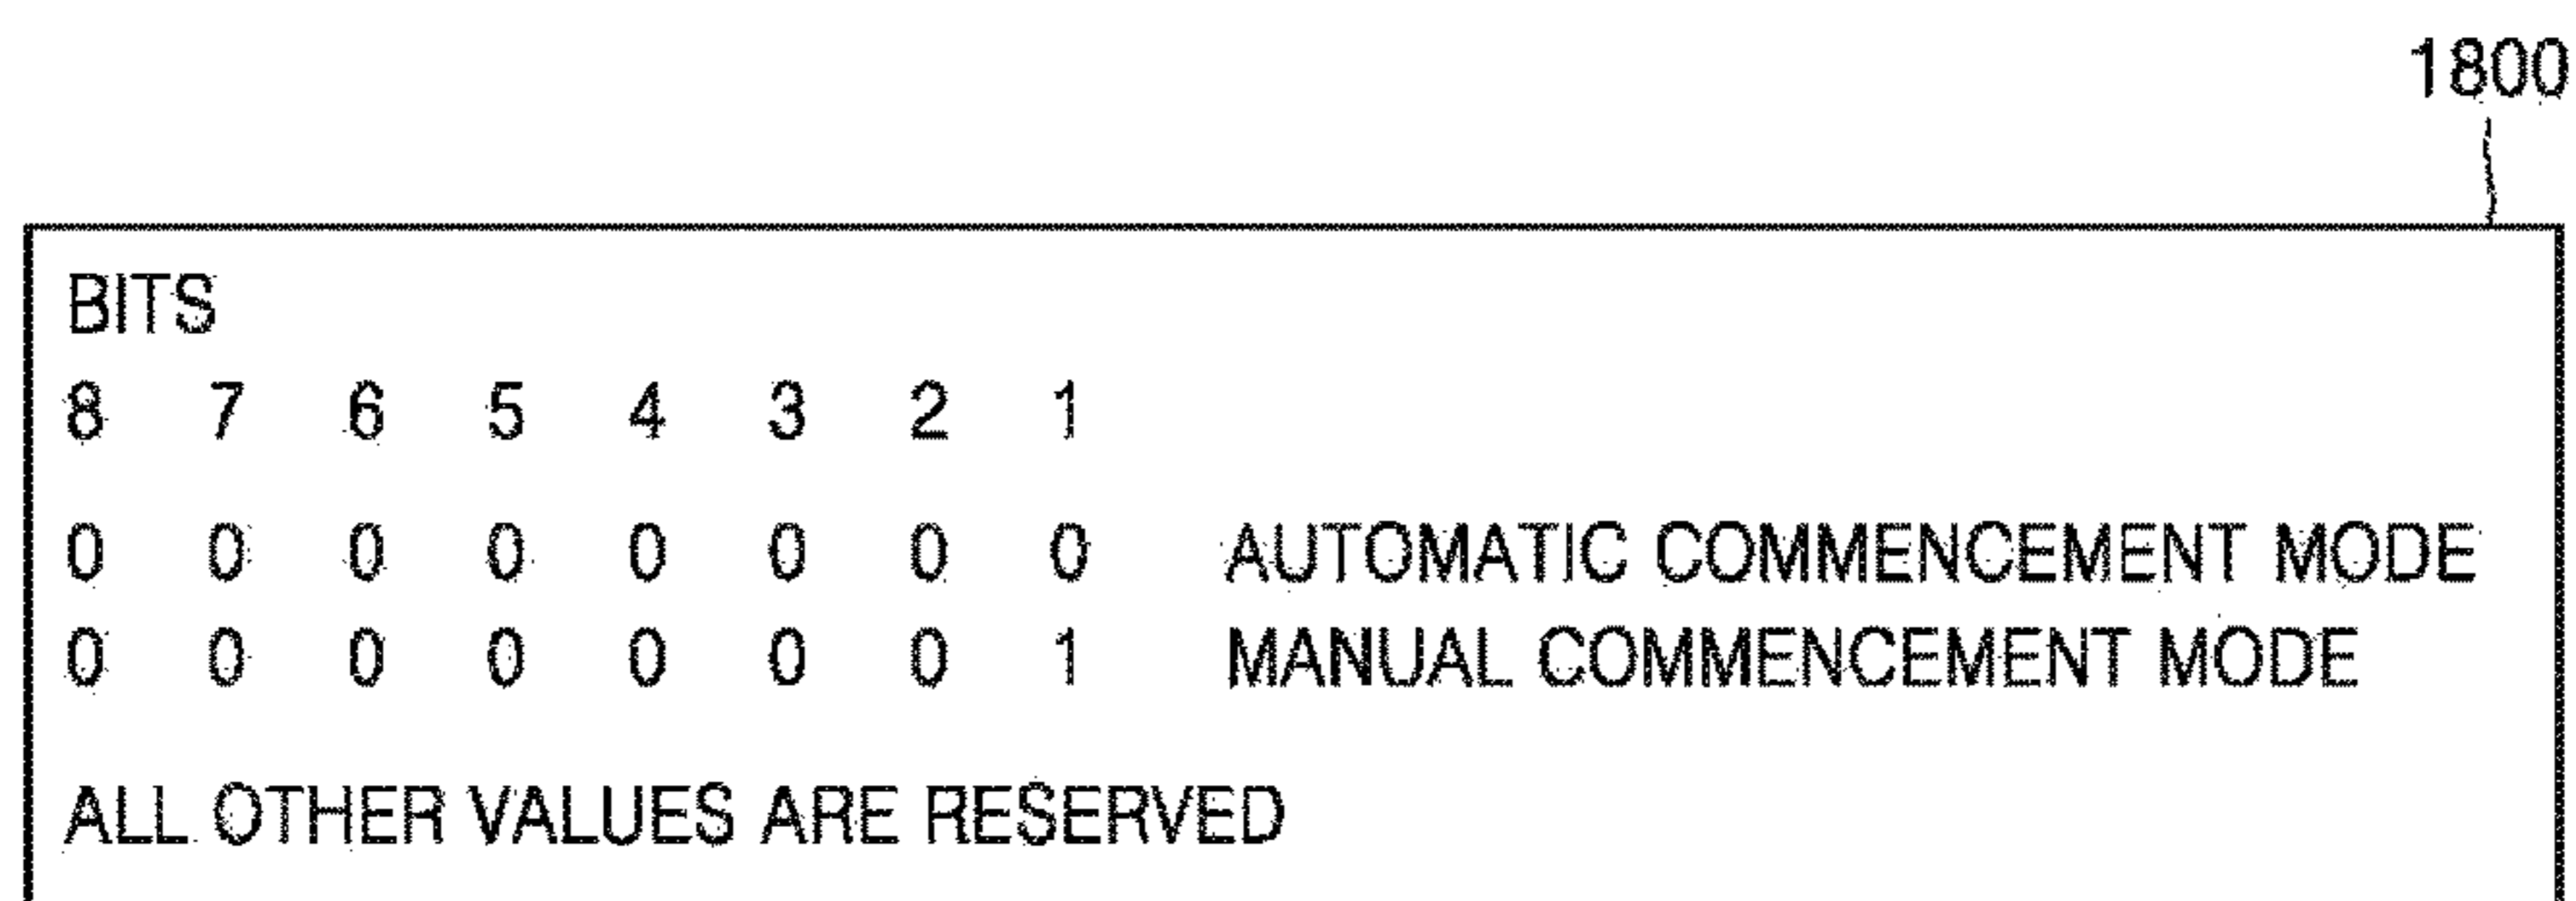 1800
BITS
8 7 6 5 4 3 2 1
0 0 0 0 0 0 0 0 AUTOMATIC COMMENCEMENT MODE
0 0 0 0 0 0 0 1 MANUAL COMMENCEMENT MODE
ALL OTHER VALUES ARE RESERVED